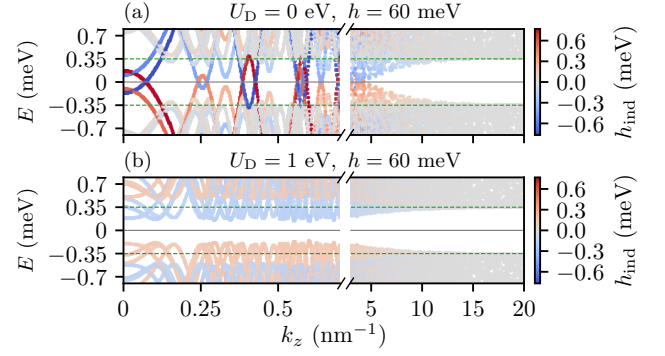 (a) U_D = 0 eV, h = 60 meV
0.7
0.35
0
−0.35
−0.7
E (meV)
0.6
0.3
0.0
−0.3
−0.6
h_ind (meV)
(b) U_D = 1 eV, h = 60 meV
0.7
0.35
0
−0.35
−0.7
E (meV)
0.6
0.3
0.0
−0.3
−0.6
h_ind (meV)
0 0.25 0.5 5 10 15 20
k_z (nm⁻¹)